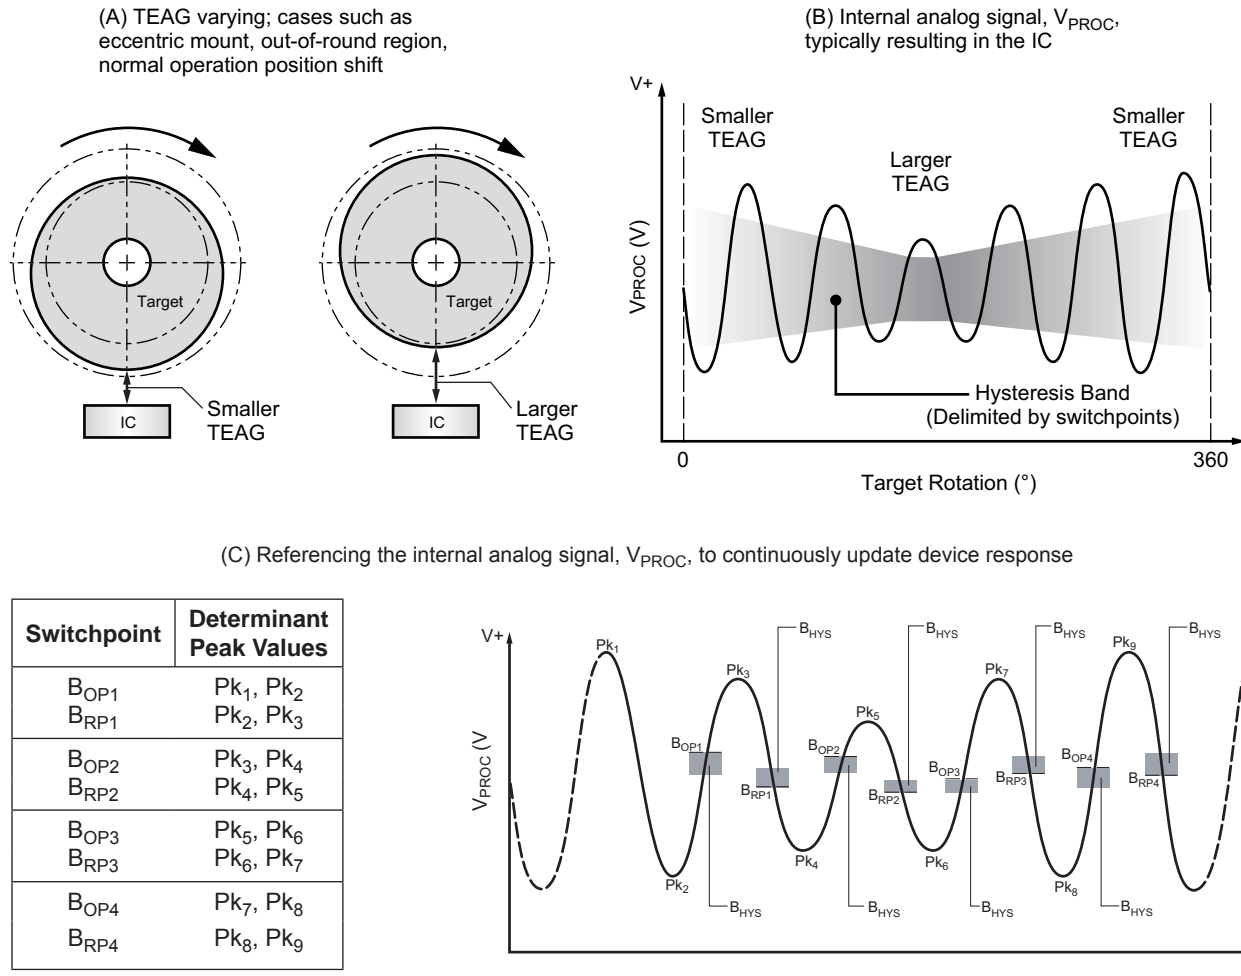 (A) TEAG varying; cases such as
eccentric mount, out-of-round region,
normal operation position shift
Target
IC
Smaller
TEAG
Target
IC
Larger
TEAG
(B) Internal analog signal, VPROC,
typically resulting in the IC
V+
VPROC (V)
Smaller
TEAG
Larger
TEAG
Smaller
TEAG
Hysteresis Band
(Delimited by switchpoints)
0
360
Target Rotation (°)
(C) Referencing the internal analog signal, VPROC, to continuously update device response
Switchpoint
Determinant
Peak Values
BOP1 Pk1, Pk2
BRP1 Pk2, Pk3
BOP2 Pk3, Pk4
BRP2 Pk4, Pk5
BOP3 Pk5, Pk6
BRP3 Pk6, Pk7
BOP4 Pk7, Pk8
BRP4 Pk8, Pk9
V+
VPROC (V
BHYS
BHYS
BHYS
BHYS
Pk1
Pk3
Pk5
Pk7
Pk9
BOP1
BOP2
BOP3
BOP4
BRP1
BRP2
BRP3
BRP4
Pk2
Pk4
Pk6
Pk8
BHYS
BHYS
BHYS
BHYS